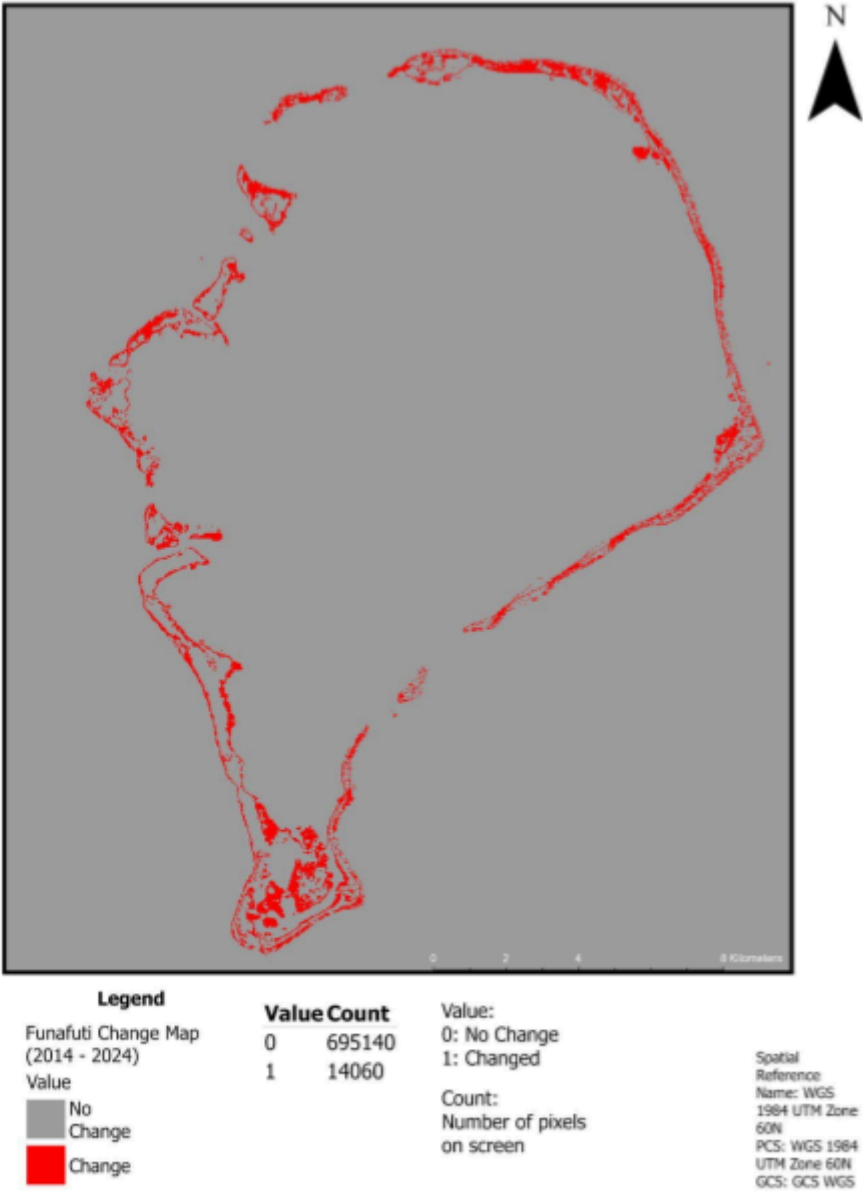 N
0 2 4 8 Kilometers
Legend
Funafuti Change Map
(2014 - 2024)
Value
No
Change
Change
Value Count
0 695140
1 14060
Value:
0: No Change
1: Changed
Count:
Number of pixels
on screen
Spatial
Reference
Name: WGS
1984 UTM Zone
60N
PCS: WGS 1984
UTM Zone 60N
GCS: GCS WGS